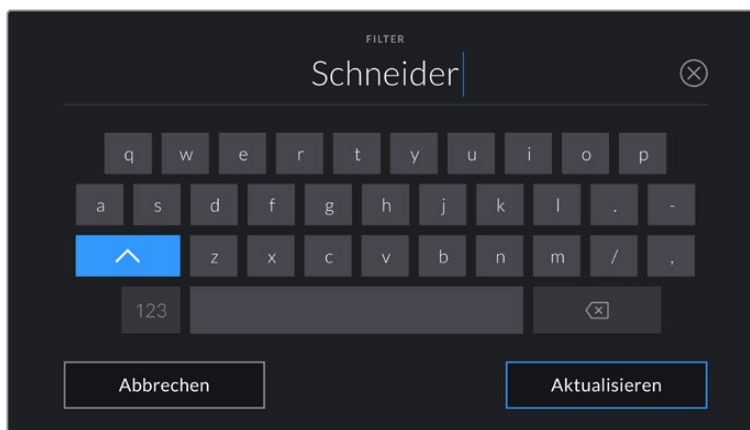 FILTER
Schneider
q w e r t y u i o p
a s d f g h j k l . -
z x c v b n m / ,
123
Abbrechen Aktualisieren